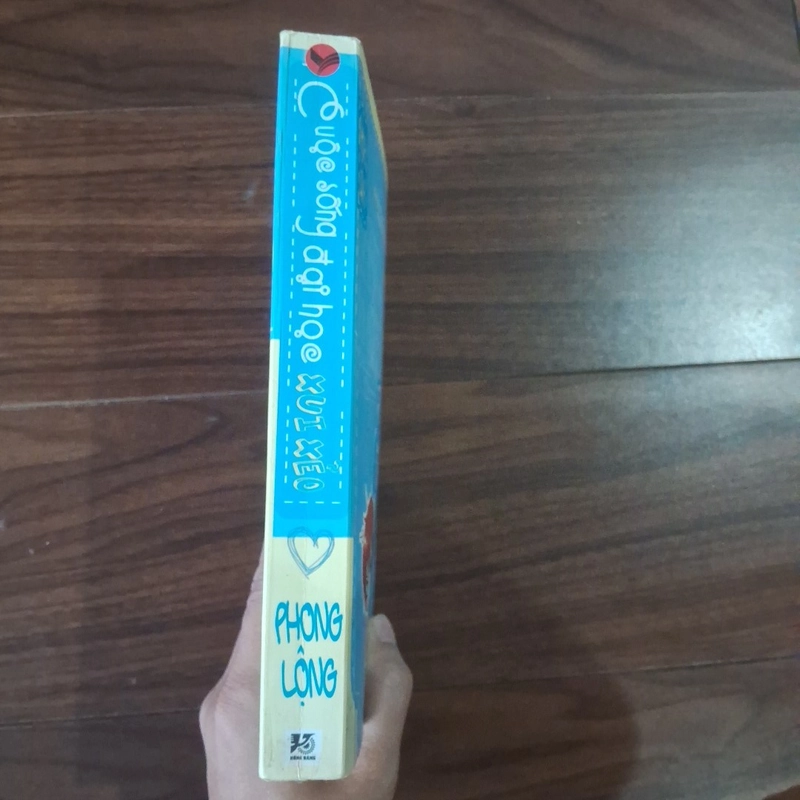 Cuộc sống đại học XUI XẺO
PHONG
LỘNG